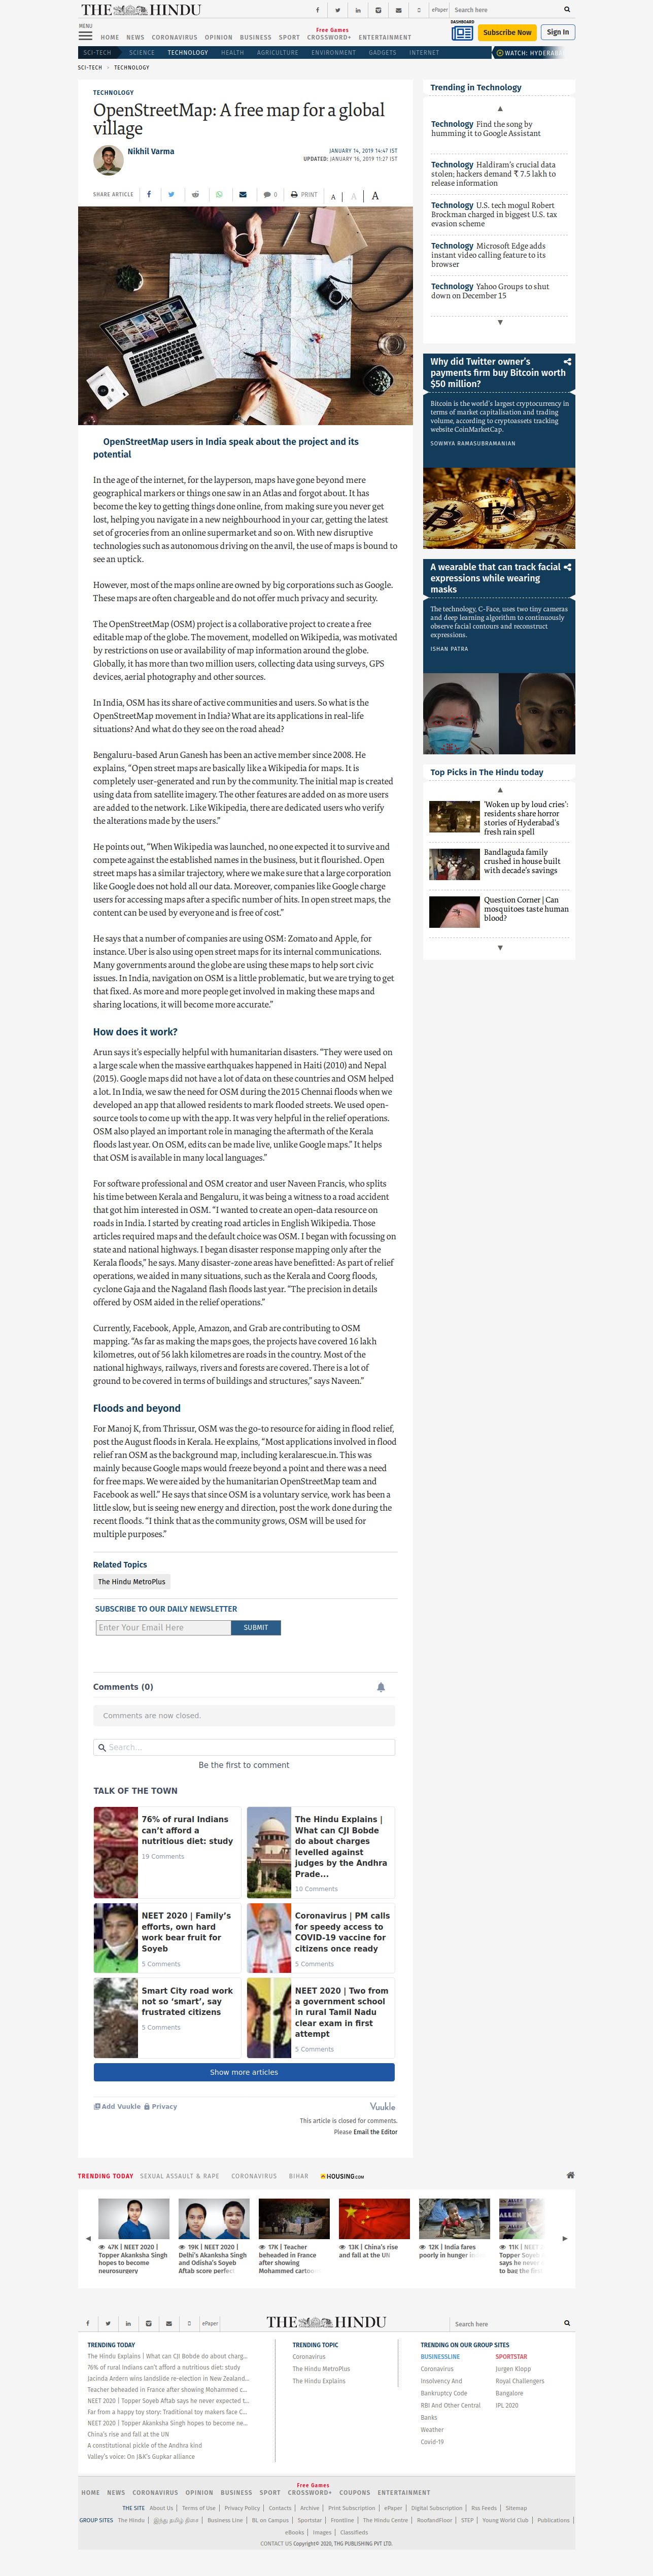 THE HINDU
ePaper
Search here
MENU
HOME NEWS CORONAVIRUS OPINION BUSINESS SPORT Free Games CROSSWORD+ ENTERTAINMENT
DASHBOARD
Subscribe Now
Sign In
SCI-TECH SCIENCE TECHNOLOGY HEALTH AGRICULTURE ENVIRONMENT GADGETS INTERNET
WATCH: HYDERABA
SCI-TECH TECHNOLOGY
TECHNOLOGY
OpenStreetMap: A free map for a global
village
Nikhil Varma
JANUARY 14, 2019 14:47 IST
UPDATED: JANUARY 16, 2019 11:27 IST
SHARE ARTICLE 0 PRINT A A A
OpenStreetMap users in India speak about the project and its
potential
In the age of the internet, for the layperson, maps have gone beyond mere
geographical markers or things one saw in an Atlas and forgot about. It has
become the key to getting things done online, from making sure you never get
lost, helping you navigate in a new neighbourhood in your car, getting the latest
set of groceries from an online supermarket and so on. With new disruptive
technologies such as autonomous driving on the anvil, the use of maps is bound to
see an uptick.
However, most of the maps online are owned by big corporations such as Google.
These maps are often chargeable and do not offer much privacy and security.
The OpenStreetMap (OSM) project is a collaborative project to create a free
editable map of the globe. The movement, modelled on Wikipedia, was motivated
by restrictions on use or availability of map information around the globe.
Globally, it has more than two million users, collecting data using surveys, GPS
devices, aerial photography and other sources.
In India, OSM has its share of active communities and users. So what is the
OpenStreetMap movement in India? What are its applications in real-life
situations? And what do they see on the road ahead?
Bengaluru-based Arun Ganesh has been an active member since 2008. He
explains, “Open street maps are basically like a Wikipedia for maps. It is
completely user-generated and run by the community. The initial map is created
using data from satellite imagery. The other features are added on as more users
are added to the network. Like Wikipedia, there are dedicated users who verify
the alterations made by the users.”
He points out, “When Wikipedia was launched, no one expected it to survive and
compete against the established names in the business, but it flourished. Open
street maps has a similar trajectory, where we make sure that a large corporation
like Google does not hold all our data. Moreover, companies like Google charge
users for accessing maps after a specific number of hits. In open street maps, the
content can be used by everyone and is free of cost.”
He says that a number of companies are using OSM; Zomato and Apple, for
instance. Uber is also using open street maps for its safety initiatives in California.
Many governments around the globe are using these maps to help sort civic
issues. In India, navigation on OSM is a little problematic, but we are trying to get
that fixed. As more and more people get involved in making these maps and
sharing locations, it will become more accurate.”
How does it work?
Arun says it’s especially helpful with humanitarian disasters. “They were used on
a large scale when the massive earthquakes happened in Haiti (2010) and Nepal
(2015). Google maps did not have a lot of data on these countries and OSM helped
a lot. In India, we saw the need for OSM during the 2015 Chennai floods when we
developed an app that allowed residents to mark flooded streets. We used open-
source tools to come up with the app. It was very effective during the floods.
OSM also played an important role in managing the aftermath of the Kerala
floods last year. On OSM, edits can be made live, unlike Google maps.” It helps
that OSM is available in many local languages.”
For software professional and OSM creator and user Naveen Francis, who splits
his time between Kerala and Bengaluru, it was being a witness to a road accident
that got him interested in OSM. “I wanted to create an open-data resource on
roads in India. I started by creating road articles in English Wikipedia. Those
articles required maps and the default choice was OSM. I began with focussing on
state and national highways. I began disaster response mapping only after the
Kerala floods,” he says. Many disaster-zone areas have benefitted: As part of relief
operations, we aided in many situations, such as the Kerala and Coorg floods,
cyclone Gaja and the Nagaland flash floods last year. “The precision in details
offered by OSM aided in the relief operations.”
Currently, Facebook, Apple, Amazon, and Grab are contributing to OSM
mapping. “As far as making the maps goes, the projects have covered 16 lakh
kilometres, out of 56 lakh kilometres are roads in the country. Most of the
national highways, railways, rivers and forests are covered. There is a lot of
ground to be covered in terms of buildings and structures,” says Naveen.”
Floods and beyond
For Manoj K, from Thrissur, OSM was the go-to resource for aiding in flood relief,
post the August floods in Kerala. He explains, “Most applications involved in flood
relief ran OSM as the background map, including keralarescue.in. This was
mainly because Google maps would freeze beyond a point and there was a need
for free maps. We were aided by the humanitarian OpenStreetMap team and
Facebook as well.” He says that since OSM is a voluntary service, work has been a
little slow, but is seeing new energy and direction, post the work done during the
recent floods. “I think that as the community grows, OSM will be used for
multiple purposes.”
Related Topics
The Hindu MetroPlus
SUBSCRIBE TO OUR DAILY NEWSLETTER
Enter Your Email Here SUBMIT
Comments (0)
Comments are now closed.
Search...
Be the first to comment
TALK OF THE TOWN
76% of rural Indians
can’t afford a
nutritious diet: study
19 Comments
The Hindu Explains |
What can CJI Bobde
do about charges
levelled against
judges by the Andhra
Prade...
10 Comments
NEET 2020 | Family’s
efforts, own hard
work bear fruit for
Soyeb
5 Comments
Coronavirus | PM calls
for speedy access to
COVID-19 vaccine for
citizens once ready
5 Comments
Smart City road work
not so ‘smart’, say
frustrated citizens
5 Comments
NEET 2020 | Two from
a government school
in rural Tamil Nadu
clear exam in first
attempt
5 Comments
Show more articles
Add Vuukle Privacy
Vuukle
This article is closed for comments.
Please Email the Editor
Trending in Technology
Technology Find the song by
humming it to Google Assistant
Technology Haldiram’s crucial data
stolen; hackers demand ₹ 7.5 lakh to
release information
Technology U.S. tech mogul Robert
Brockman charged in biggest U.S. tax
evasion scheme
Technology Microsoft Edge adds
instant video calling feature to its
browser
Technology Yahoo Groups to shut
down on December 15
Why did Twitter owner’s
payments firm buy Bitcoin worth
$50 million?
Bitcoin is the world’s largest cryptocurrency in
terms of market capitalisation and trading
volume, according to cryptoassets tracking
website CoinMarketCap.
SOWMYA RAMASUBRAMANIAN
A wearable that can track facial
expressions while wearing
masks
The technology, C-Face, uses two tiny cameras
and deep learning algorithm to continuously
observe facial contours and reconstruct
expressions.
ISHAN PATRA
Top Picks in The Hindu today
‘Woken up by loud cries’:
residents share horror
stories of Hyderabad’s
fresh rain spell
Bandlaguda family
crushed in house built
with decade’s savings
Question Corner | Can
mosquitoes taste human
blood?
TRENDING TODAY SEXUAL ASSAULT & RAPE CORONAVIRUS BIHAR HOUSING.COM
47K | NEET 2020 |
Topper Akanksha Singh
hopes to become
neurosurgery
19K | NEET 2020 |
Delhi’s Akanksha Singh
and Odisha’s Soyeb
Aftab score perfect
17K | Teacher
beheaded in France
after showing
Mohammed cartoo
13K | China’s rise
and fall at the UN
12K | India fares
poorly in hunger in
11K | NEET
Topper Soyeb
says he never
to bag the fir
ePaper
THE HINDU
Search here
TRENDING TODAY
The Hindu Explains | What can CJI Bobde do about charg...
76% of rural Indians can’t afford a nutritious diet: study
Jacinda Ardern wins landslide re-election in New Zealand...
Teacher beheaded in France after showing Mohammed c...
NEET 2020 | Topper Soyeb Aftab says he never expected t...
Far from a happy toy story: Traditional toy makers face C...
NEET 2020 | Topper Akanksha Singh hopes to become ne...
China’s rise and fall at the UN
A constitutional pickle of the Andhra kind
Valley’s voice: On J&K’s Gupkar alliance
TRENDING TOPIC
Coronavirus
The Hindu MetroPlus
The Hindu Explains
TRENDING ON OUR GROUP SITES
BUSINESSLINE
Coronavirus
Insolvency And
Bankruptcy Code
RBI And Other Central
Banks
Weather
Covid-19
SPORTSTAR
Jurgen Klopp
Royal Challengers
Bangalore
IPL 2020
HOME NEWS CORONAVIRUS OPINION BUSINESS SPORT Free Games CROSSWORD+ COUPONS ENTERTAINMENT
THE SITE About Us Terms of Use Privacy Policy Contacts Archive Print Subscription ePaper Digital Subscription Rss Feeds Sitemap
GROUP SITES The Hindu இந்து தமிழ் திசை Business Line BL on Campus Sportstar Frontline The Hindu Centre RoofandFloor STEP Young World Club Publications
eBooks Images Classifieds
CONTACT US Copyright© 2020, THG PUBLISHING PVT LTD.